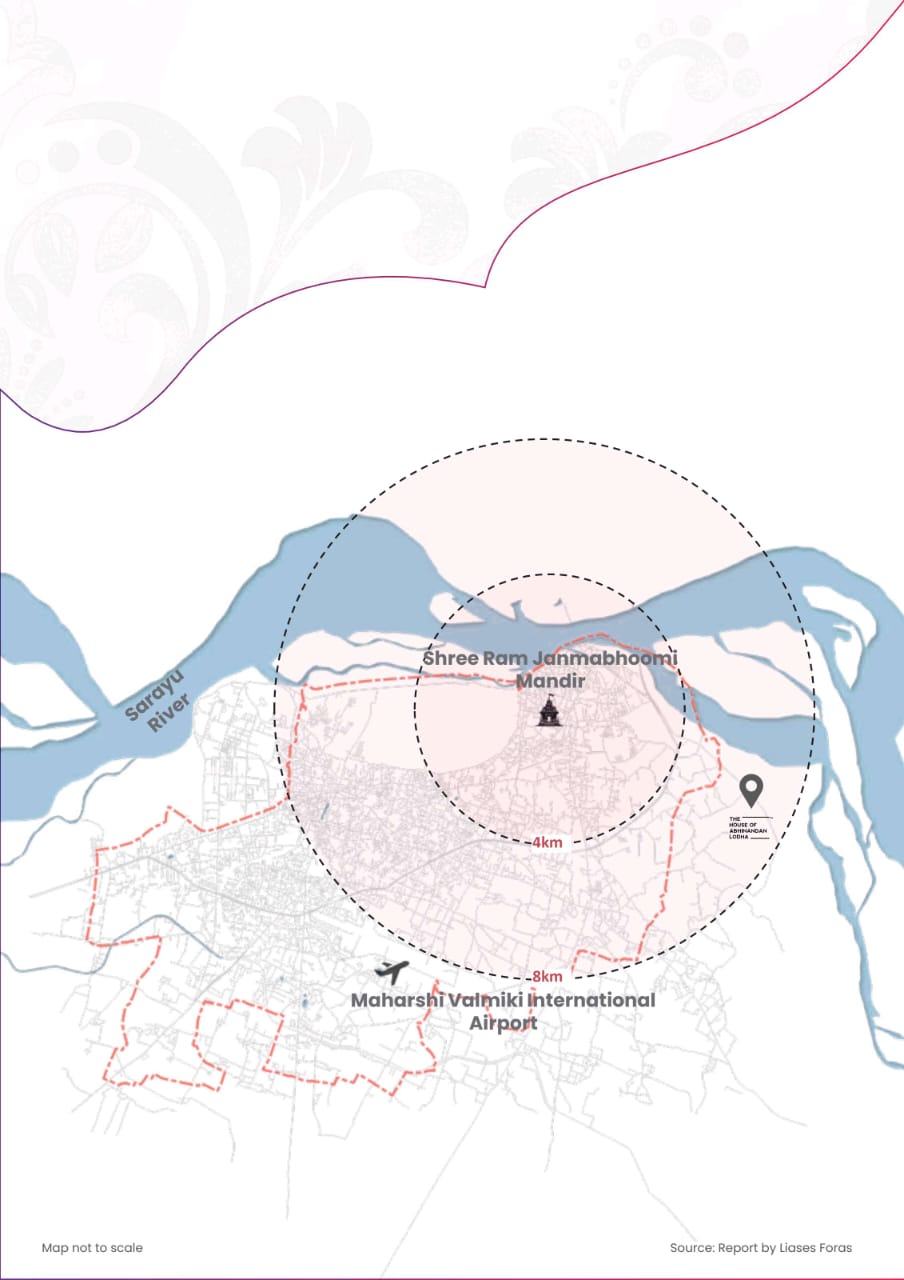 Sarayu
River
Shree Ram Janmabhoomi
Mandir
THE
HOUSE OF
ABHINANDAN
LODHA
4km
8km
Maharshi Valmiki International
Airport
Map not to scale
Source: Report by Liases Foras